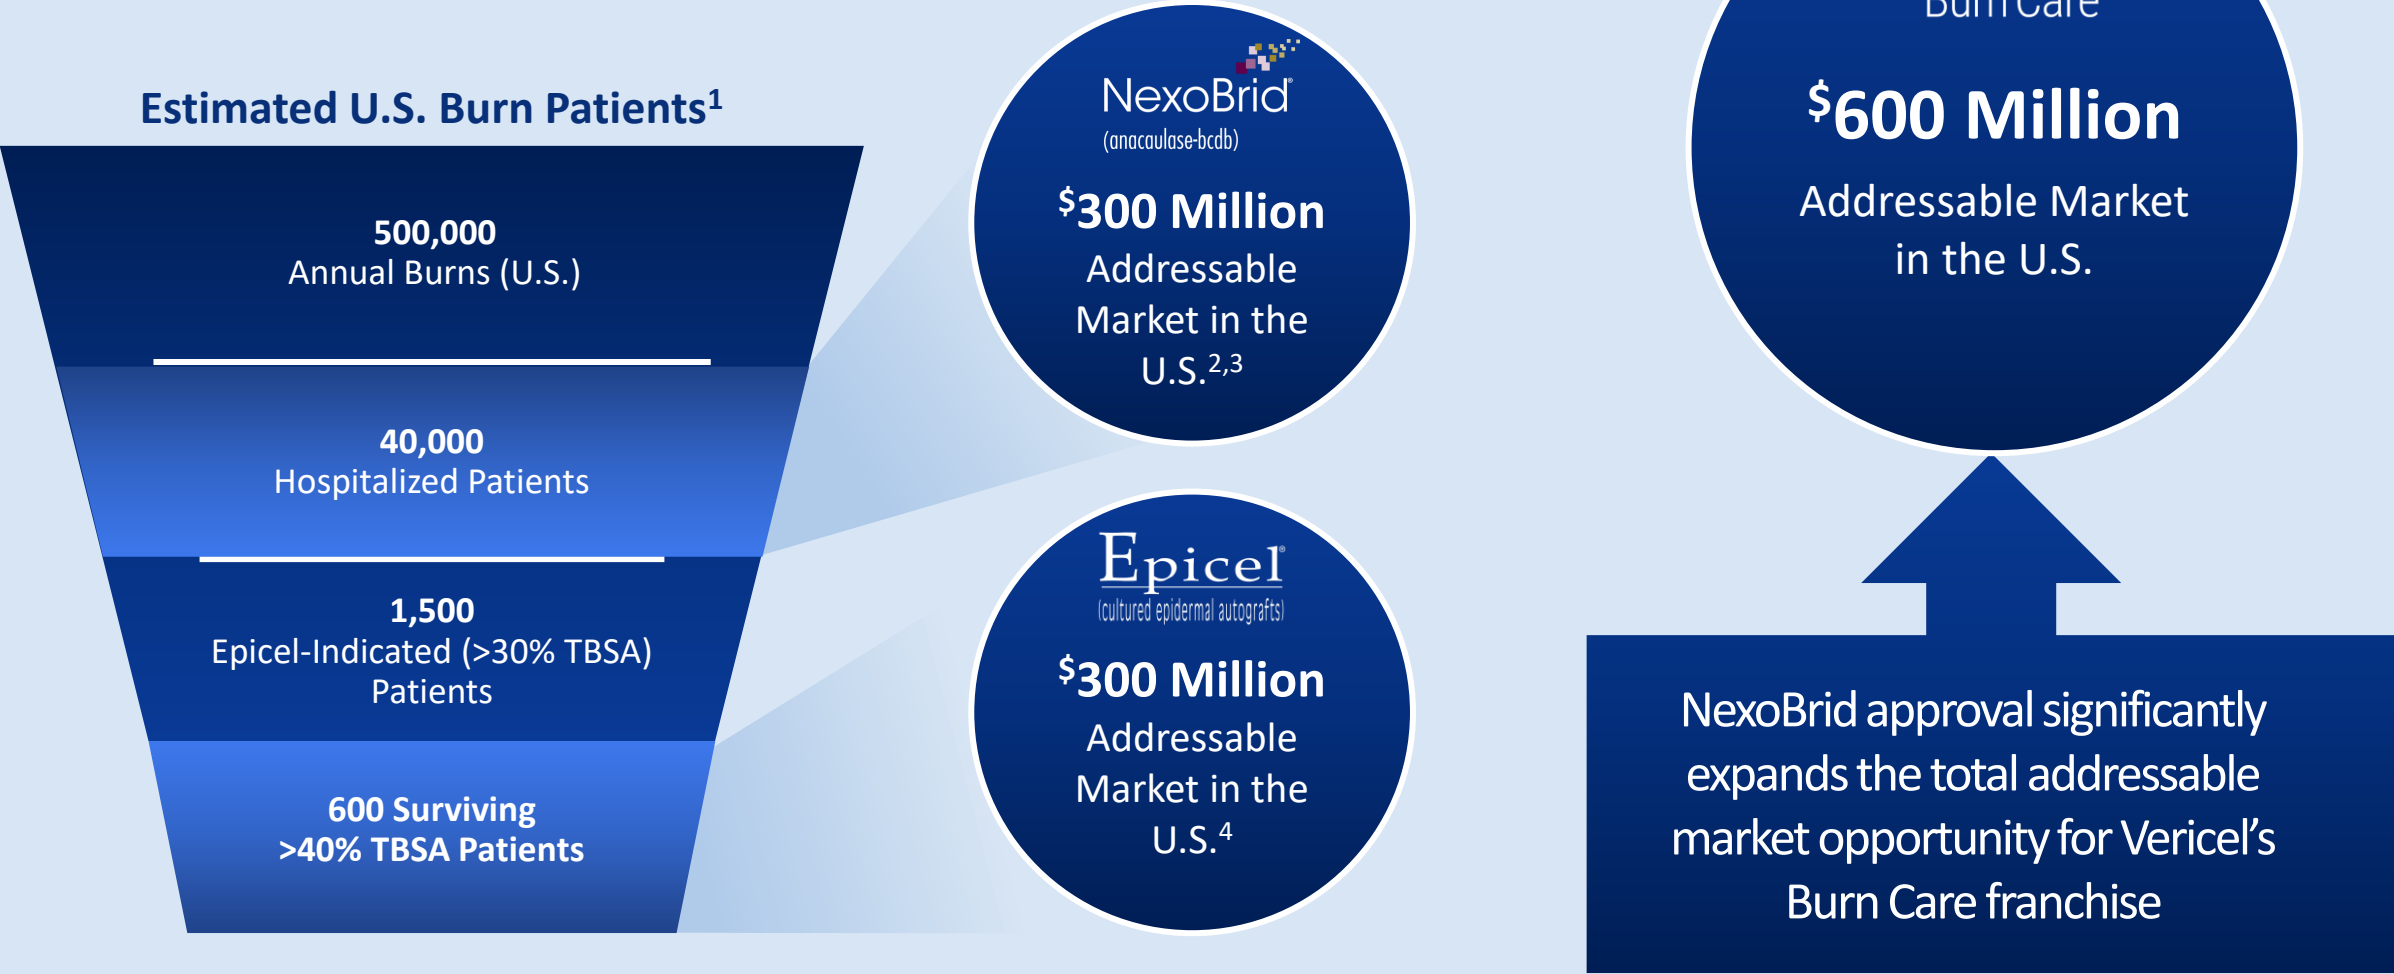 Estimated U.S. Burn Patients1
500,000
Annual Burns (U.S.)
40,000
Hospitalized Patients
1,500
Epicel-Indicated (>30% TBSA)
Patients
600 Surviving
>40% TBSA Patients
NexoBrid®
(anacaulase-bcdb)
$300 Million
Addressable
Market in the
U.S.2,3
Epicel®
(cultured epidermal autografts)
$300 Million
Addressable
Market in the
U.S.4
Burn Care
$600 Million
Addressable Market
in the U.S.
NexoBrid approval significantly
expands the total addressable
market opportunity for Vericel’s
Burn Care franchise